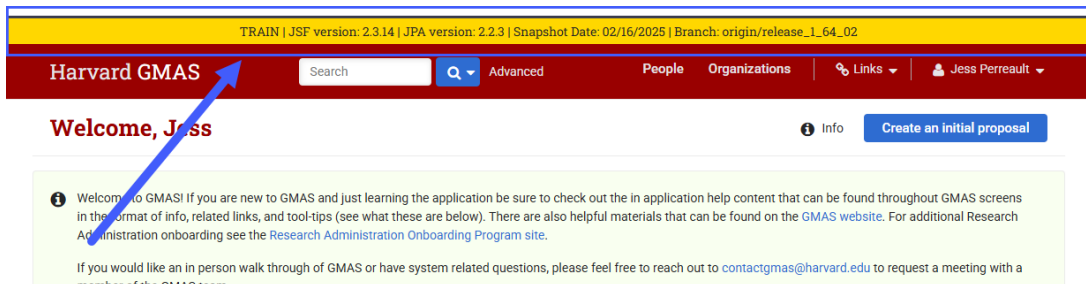 TRAIN | JSF version: 2.3.14 | JPA version: 2.2.3 | Snapshot Date: 02/16/2025 | Branch: origin/release_1_64_02
Harvard GMAS Search Advanced People Organizations Links Jess Perreault
Welcome, Jess Info Create an initial proposal
Welcome to GMAS! If you are new to GMAS and just learning the application be sure to check out the in application help content that can be found throughout GMAS screens
in the format of info, related links, and tool-tips (see what these are below). There are also helpful materials that can be found on the GMAS website. For additional Research
Administration onboarding see the Research Administration Onboarding Program site.
If you would like an in person walk through of GMAS or have system related questions, please feel free to reach out to contactgmas@harvard.edu to request a meeting with a
member of the GMAS team